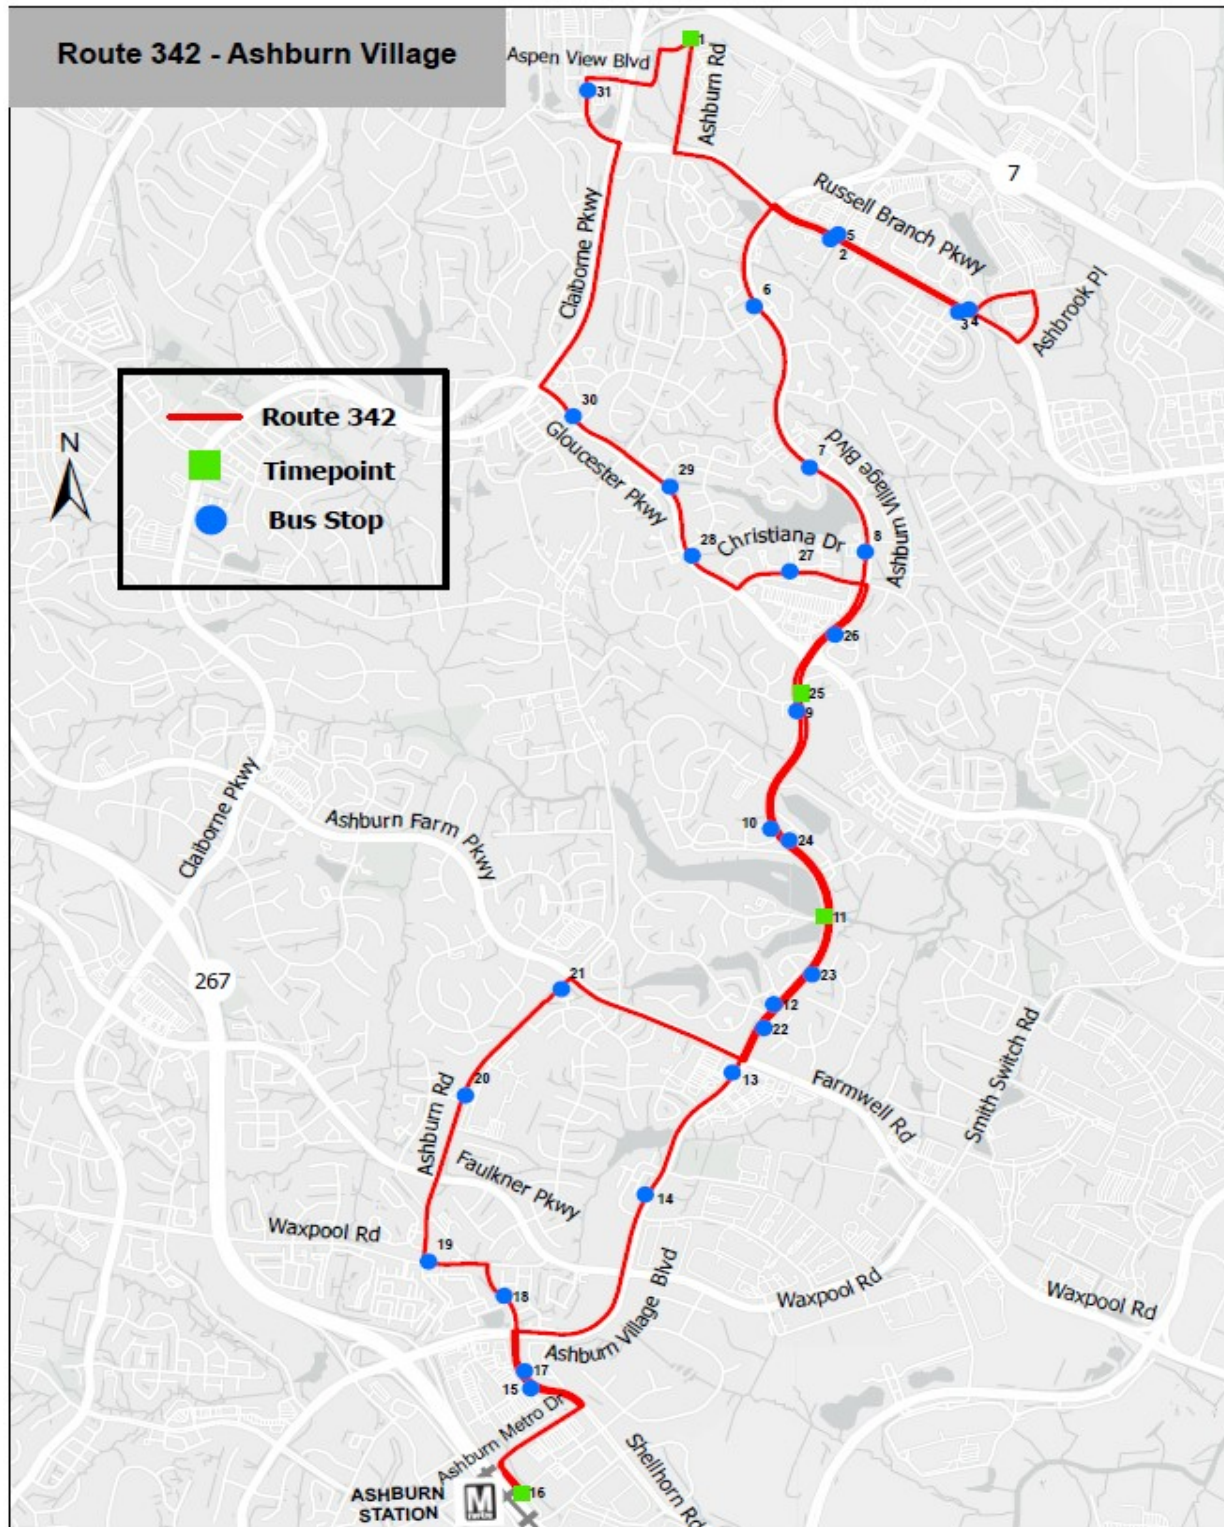 Route 342 - Ashburn Village
1
Aspen View Blvd
Ashburn Rd
31
7
Russell Branch Pkwy
5
2
Claiborne Pkwy
6
3
4
Ashbrook Pl
Route 342
Timepoint
Bus Stop
N
30
Gloucester Pkwy
29
7
Ashburn Village Blvd
28
Christiana Dr
27
8
26
25
9
10
24
Claiborne Pkwy
Ashburn Farm Pkwy
11
267
21
23
12
22
13
Smith Switch Rd
Farmwell Rd
20
Ashburn Rd
Faulkner Pkwy
14
Waxpool Rd
19
18
Ashburn Village Blvd
Waxpool Rd
Waxpool Rd
17
15
Ashburn Metro Dr
Shellhorn Rd
ASHBURN
STATION
M
16